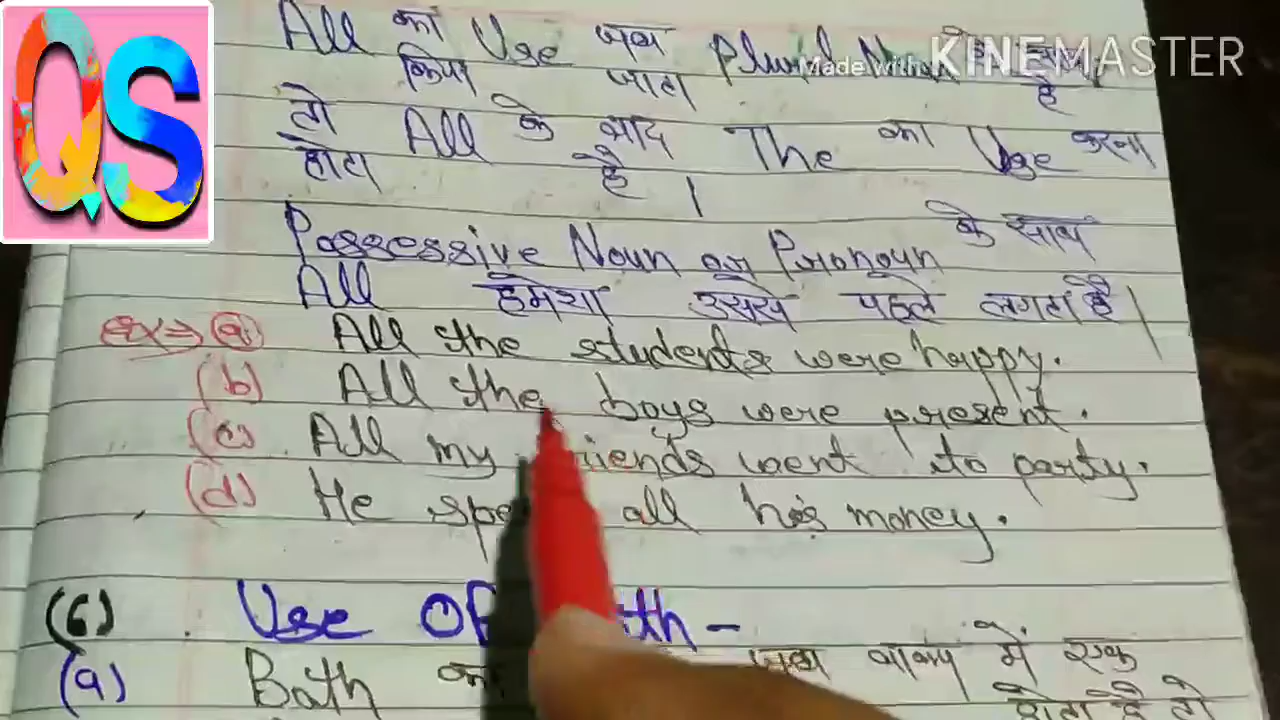 QS
All का Use जब Plural Noun के साथ
किया जाता है
Made with KINEMASTER
तो All के बाद The का Use करना
होता है |
Possessive Noun or Pronoun के साथ
All हमेशा उससे पहले लगता है |
ex⇒ (a) All the students were happy.
(b) All the boys were present.
(c) All my friends went to party.
(d) He all his money.
(6) Use Of -
(a) Both का जब वाक्य में एक
होता है तो